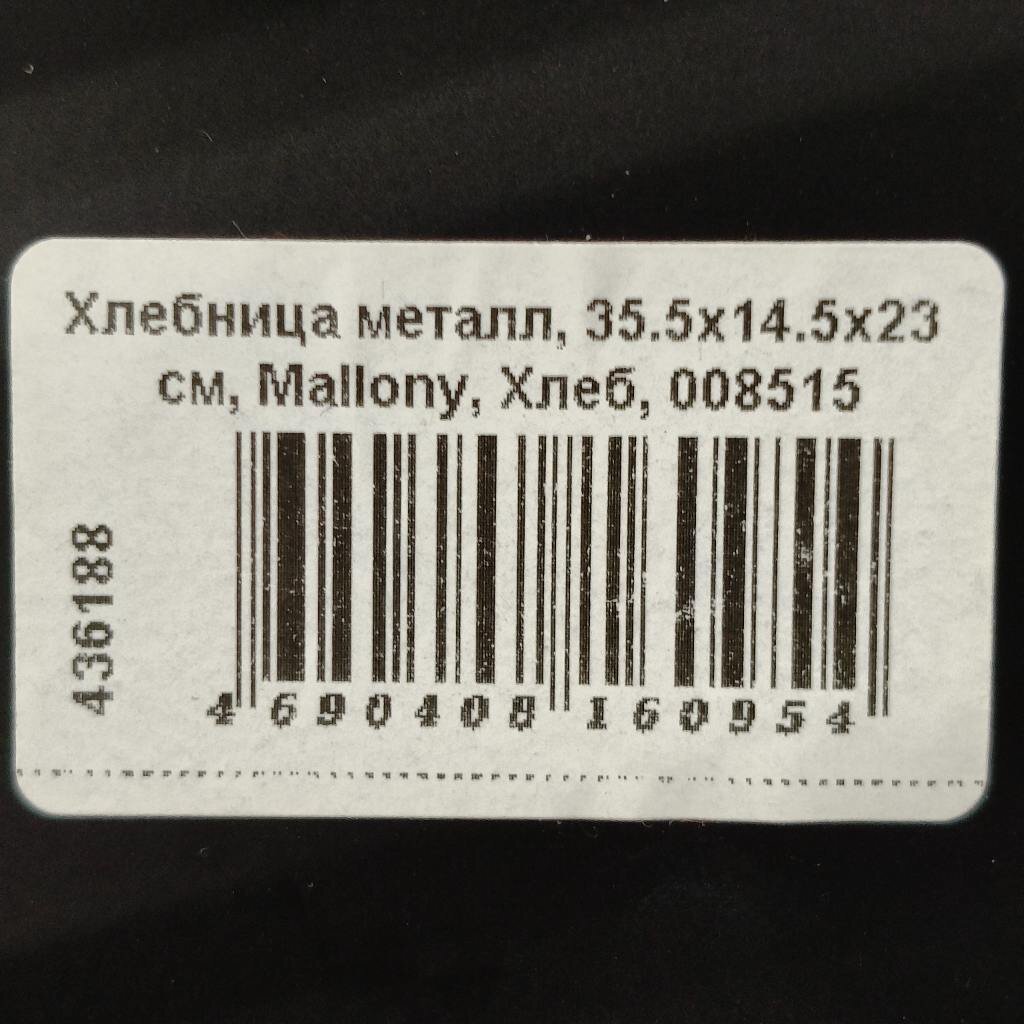 Хлебница металл, 35.5x14.5x23
см, Mallony, Хлеб, 008515
436188
4 690408 160954